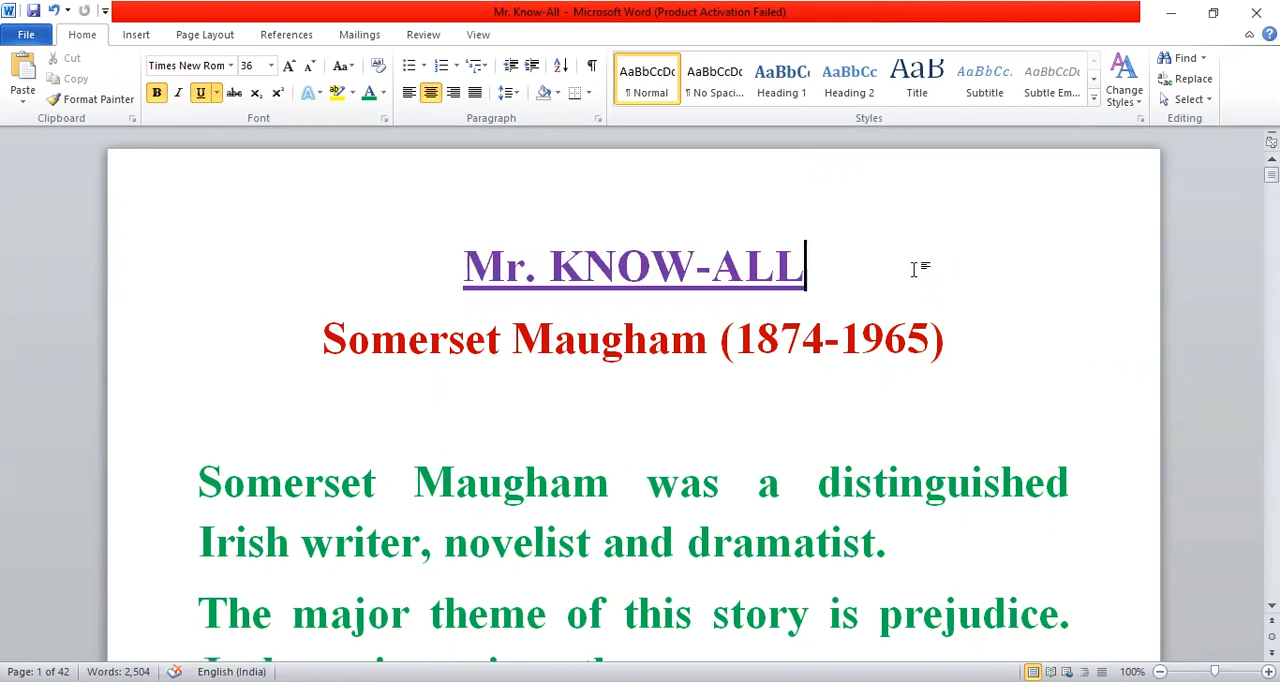 Mr. Know-All - Microsoft Word (Product Activation Failed)
File Home Insert Page Layout References Mailings Review View
Paste
Cut
Copy
Format Painter
Clipboard
Times New Rom 36 Aa
B I U abc X₂ X² A A
Font
Paragraph
AaBbCcDc AaBbCcDc AaBbCc AaBbCc AaB AaBbCc. AaBbCcDc
¶ Normal ¶ No Spaci... Heading 1 Heading 2 Title Subtitle Subtle Em...
Styles
Change Styles
Find
Replace
Select
Editing
Mr. KNOW-ALL
Somerset Maugham (1874-1965)
Somerset Maugham was a distinguished
Irish writer, novelist and dramatist.
The major theme of this story is prejudice.
Page: 1 of 42 Words: 2,504 English (India) 100%